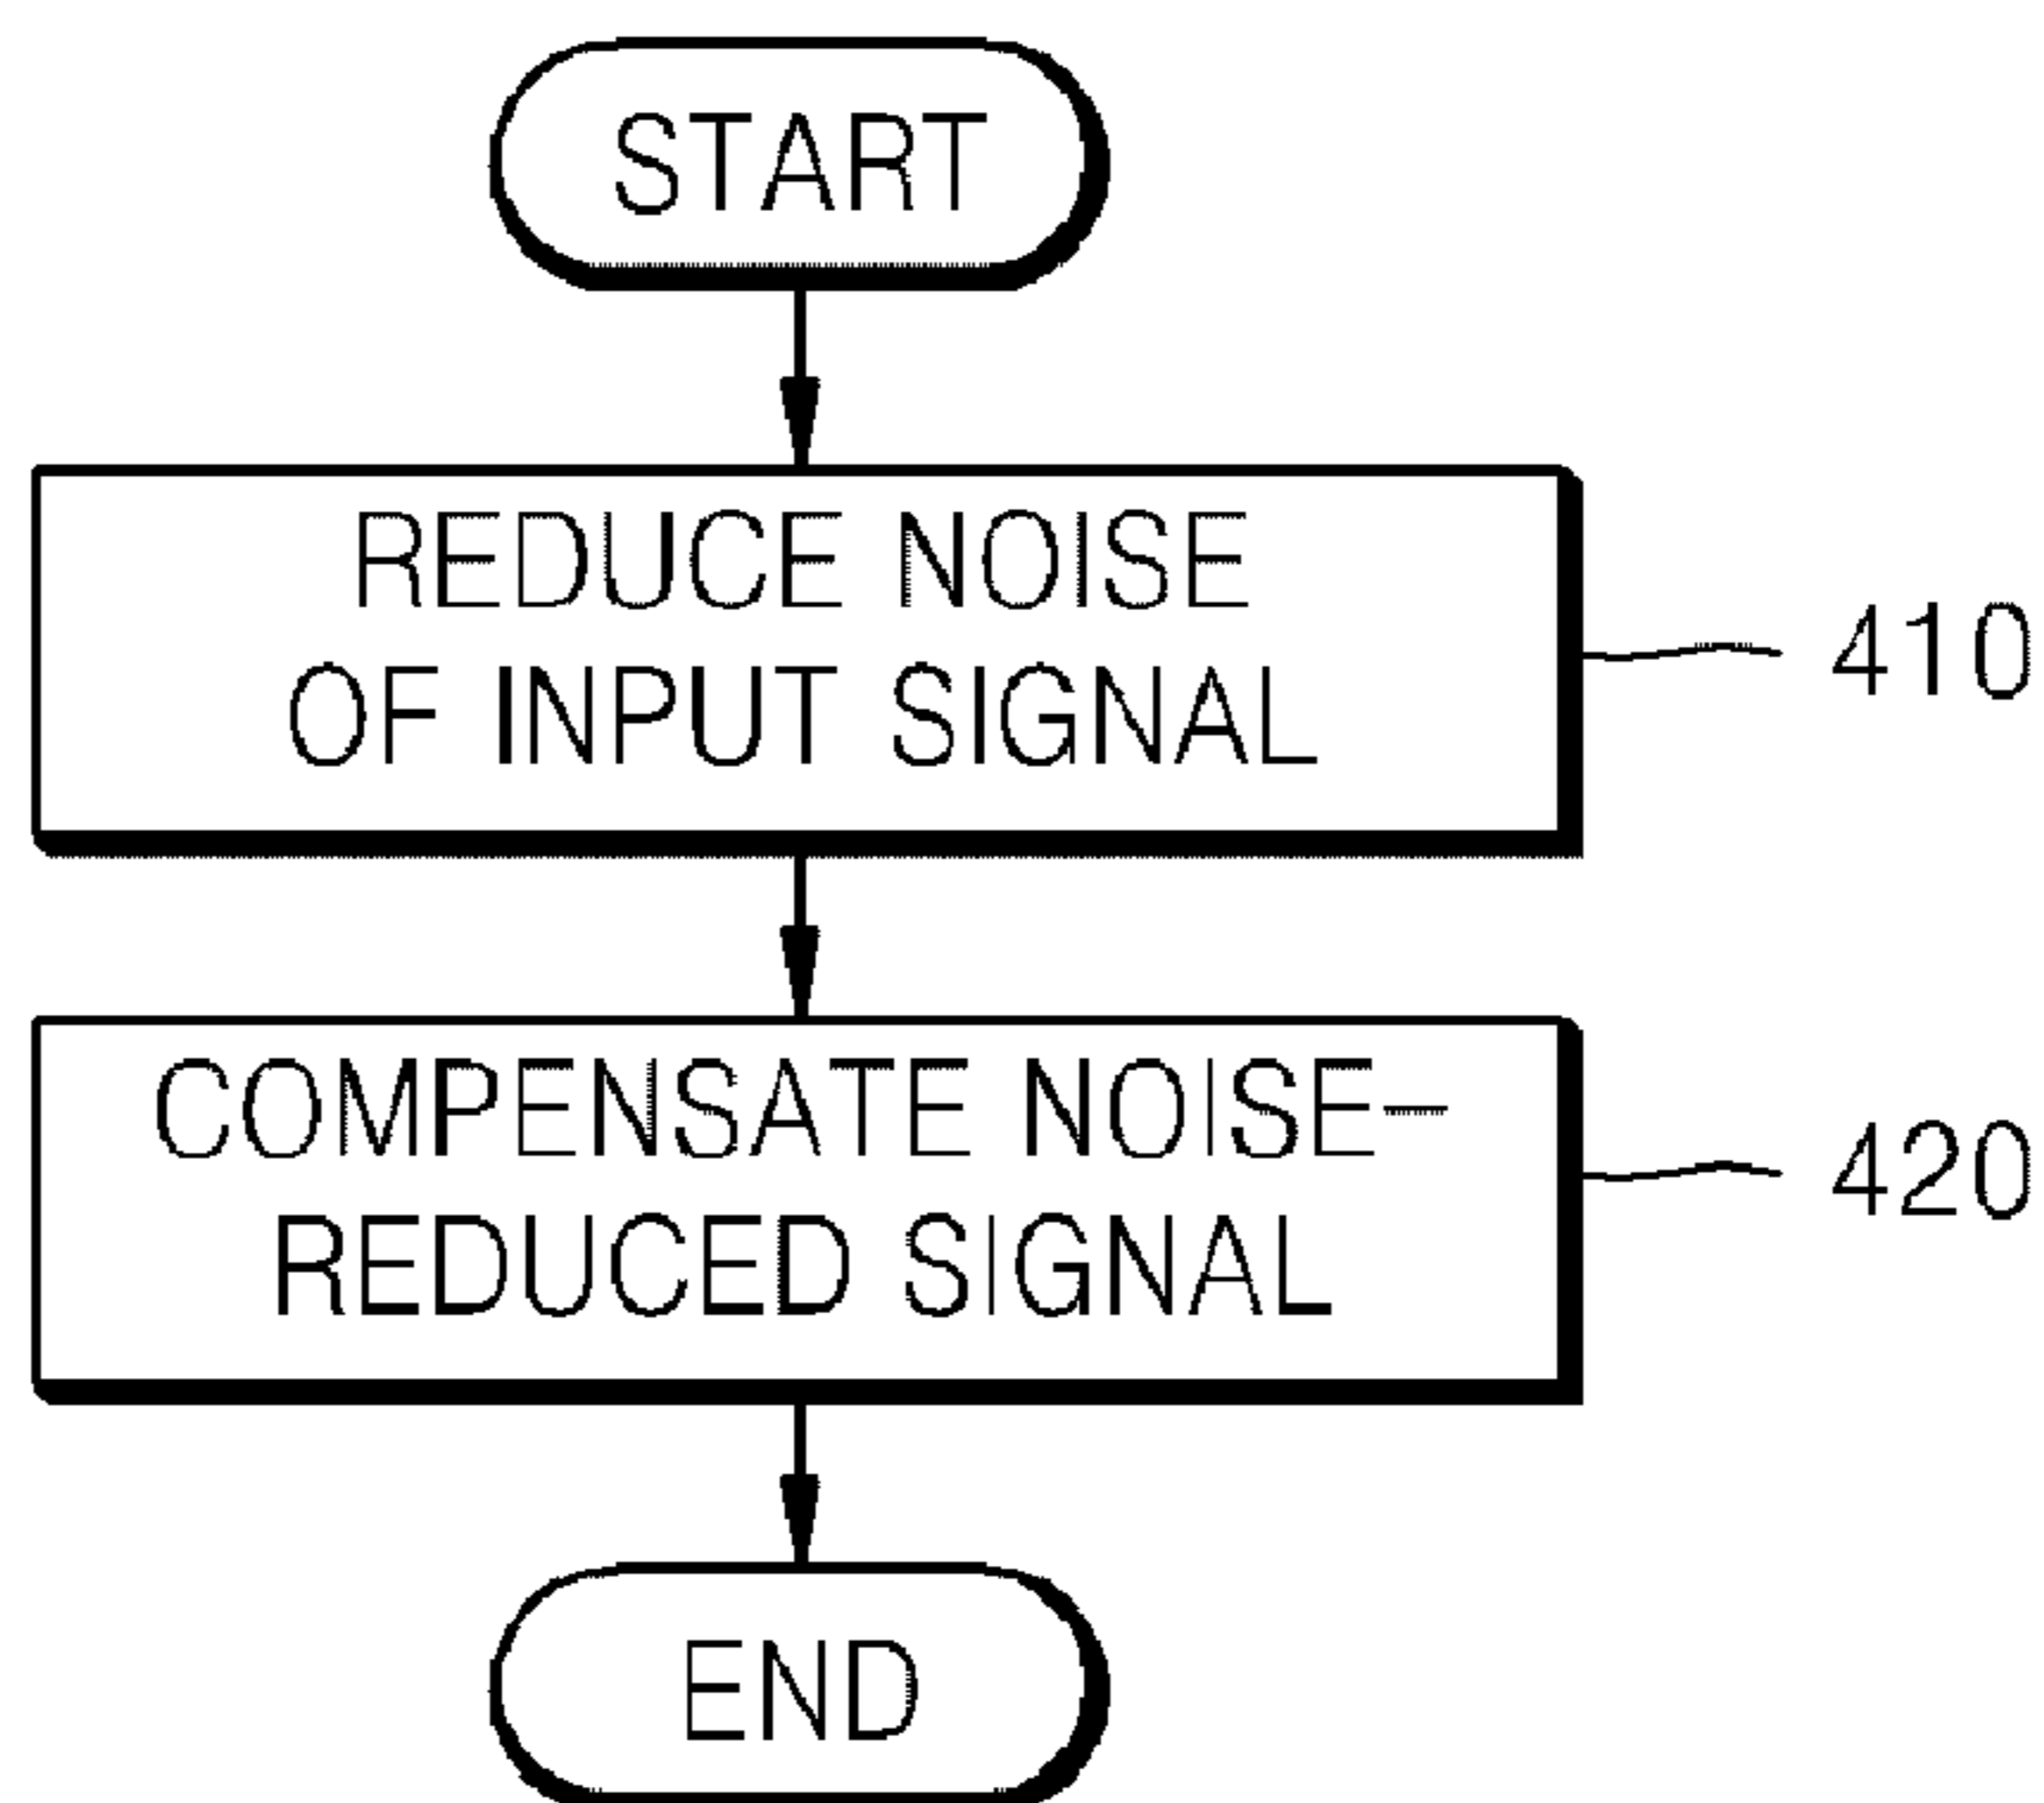 START
REDUCE NOISE
OF INPUT SIGNAL
410
COMPENSATE NOISE-
REDUCED SIGNAL
420
END